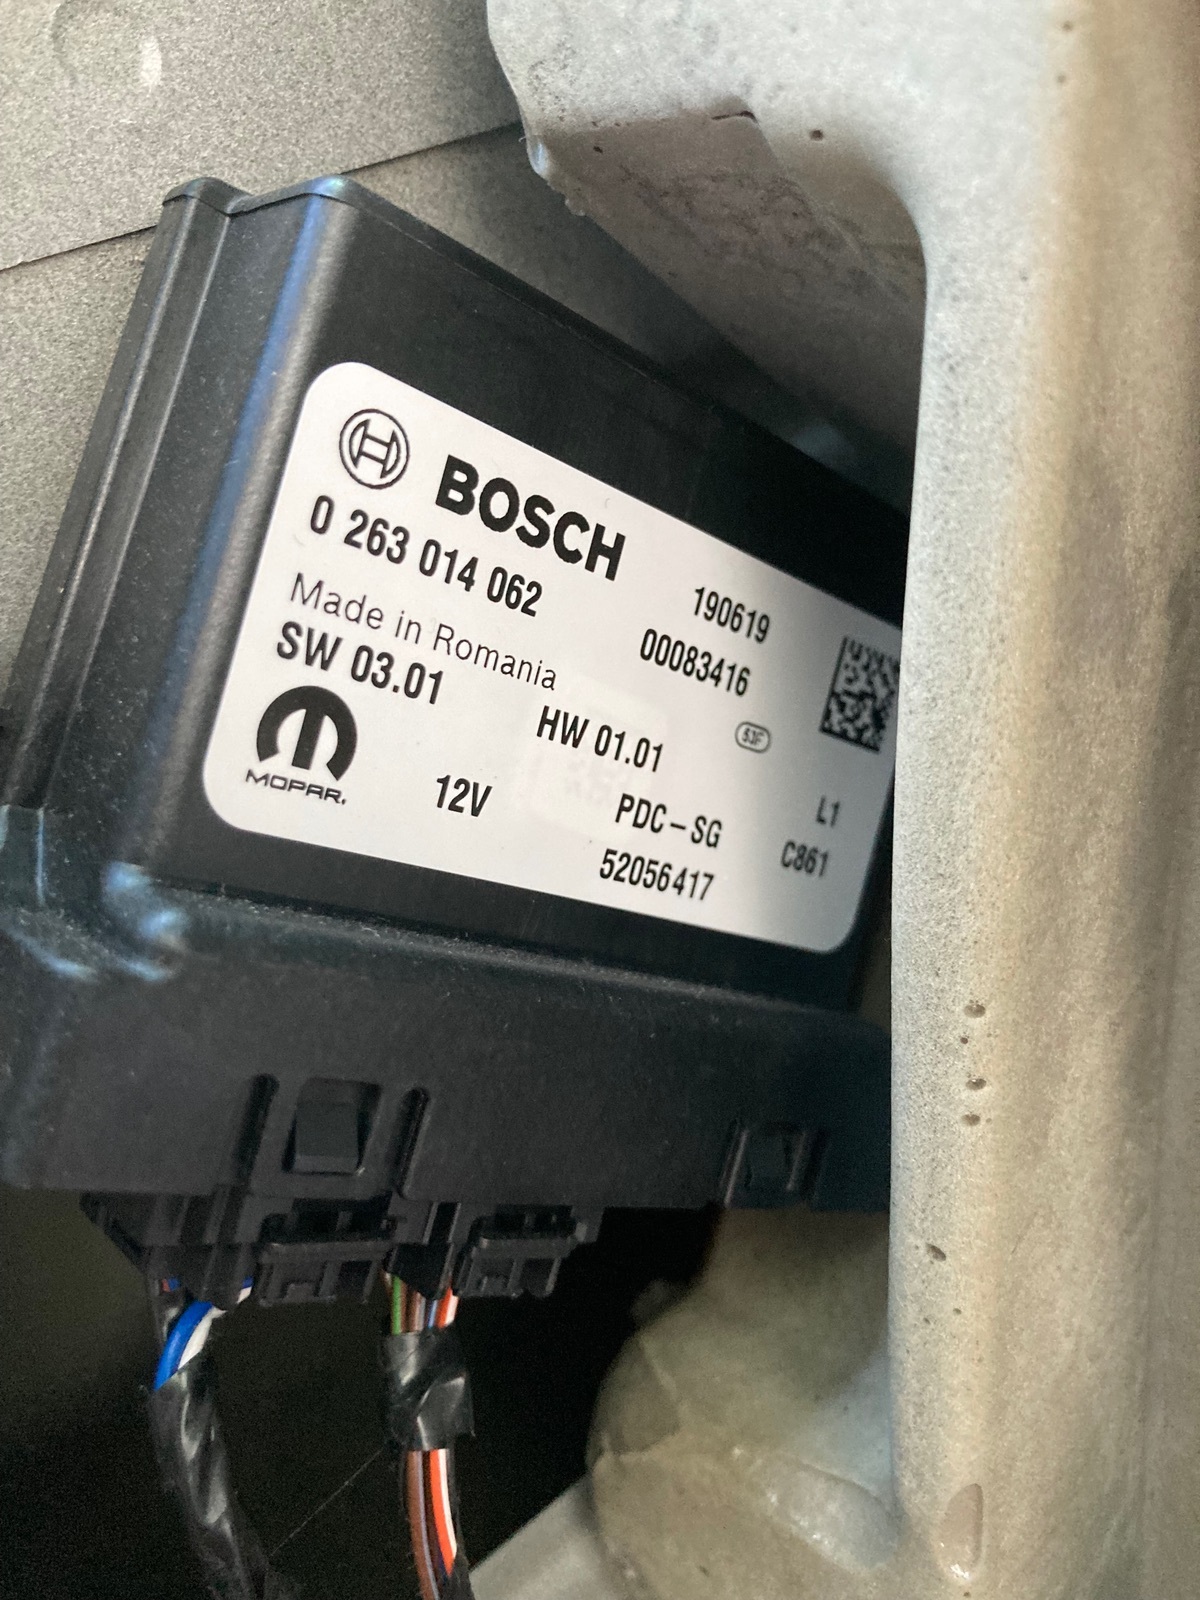 BOSCH
0 263 014 062
190619
Made in Romania
00083416
SW 03.01
HW 01.01
53F
MOPAR.
12V
PDC-SG
L1
52056417
C861